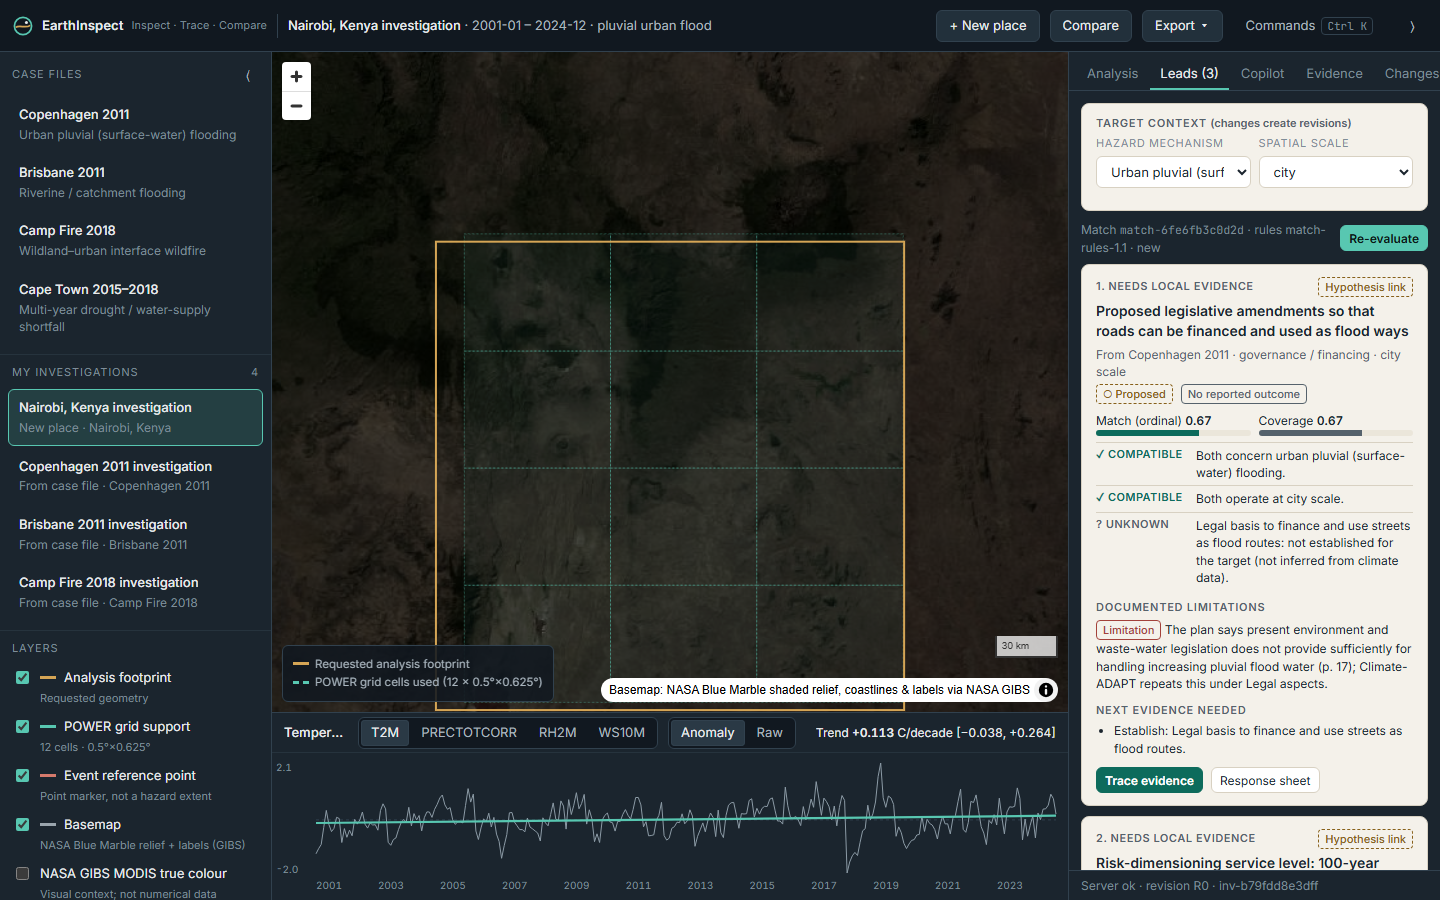 EarthInspect Inspect · Trace · Compare
Nairobi, Kenya investigation · 2001-01 – 2024-12 · pluvial urban flood
+ New place
Compare
Export
Commands Ctrl K
CASE FILES
Copenhagen 2011
Urban pluvial (surface-water) flooding
Brisbane 2011
Riverine / catchment flooding
Camp Fire 2018
Wildland–urban interface wildfire
Cape Town 2015–2018
Multi-year drought / water-supply
shortfall
MY INVESTIGATIONS 4
Nairobi, Kenya investigation
New place · Nairobi, Kenya
Copenhagen 2011 investigation
From case file · Copenhagen 2011
Brisbane 2011 investigation
From case file · Brisbane 2011
Camp Fire 2018 investigation
From case file · Camp Fire 2018
LAYERS
Analysis footprint
Requested geometry
POWER grid support
12 cells · 0.5°×0.625°
Event reference point
Point marker, not a hazard extent
Basemap
NASA Blue Marble relief + labels (GIBS)
NASA GIBS MODIS true colour
Visual context; not numerical data
+
−
Requested analysis footprint
POWER grid cells used (12 × 0.5°×0.625°)
30 km
Basemap: NASA Blue Marble shaded relief, coastlines & labels via NASA GIBS
Temper... T2M PRECTOTCORR RH2M WS10M Anomaly Raw Trend +0.113 C/decade [−0.038, +0.264]
2.1
-2.0
2001 2003 2005 2007 2009 2011 2013 2015 2017 2019 2021 2023
Analysis Leads (3) Copilot Evidence Changes
TARGET CONTEXT (changes create revisions)
HAZARD MECHANISM SPATIAL SCALE
Urban pluvial (surf city
Match match-6fe6fb3c0d2d · rules match-
rules-1.1 · new
Re-evaluate
1. NEEDS LOCAL EVIDENCE Hypothesis link
Proposed legislative amendments so that
roads can be financed and used as flood ways
From Copenhagen 2011 · governance / financing · city
scale
Proposed No reported outcome
Match (ordinal) 0.67 Coverage 0.67
✓ COMPATIBLE Both concern urban pluvial (surface-
water) flooding.
✓ COMPATIBLE Both operate at city scale.
? UNKNOWN Legal basis to finance and use streets
as flood routes: not established for
the target (not inferred from climate
data).
DOCUMENTED LIMITATIONS
Limitation The plan says present environment and
waste-water legislation does not provide sufficiently for
handling increasing pluvial flood water (p. 17); Climate-
ADAPT repeats this under Legal aspects.
NEXT EVIDENCE NEEDED
• Establish: Legal basis to finance and use streets as
flood routes.
Trace evidence Response sheet
2. NEEDS LOCAL EVIDENCE Hypothesis link
Risk-dimensioning service level: 100-year
Server ok · revision R0 · inv-b79fdd8e3dff